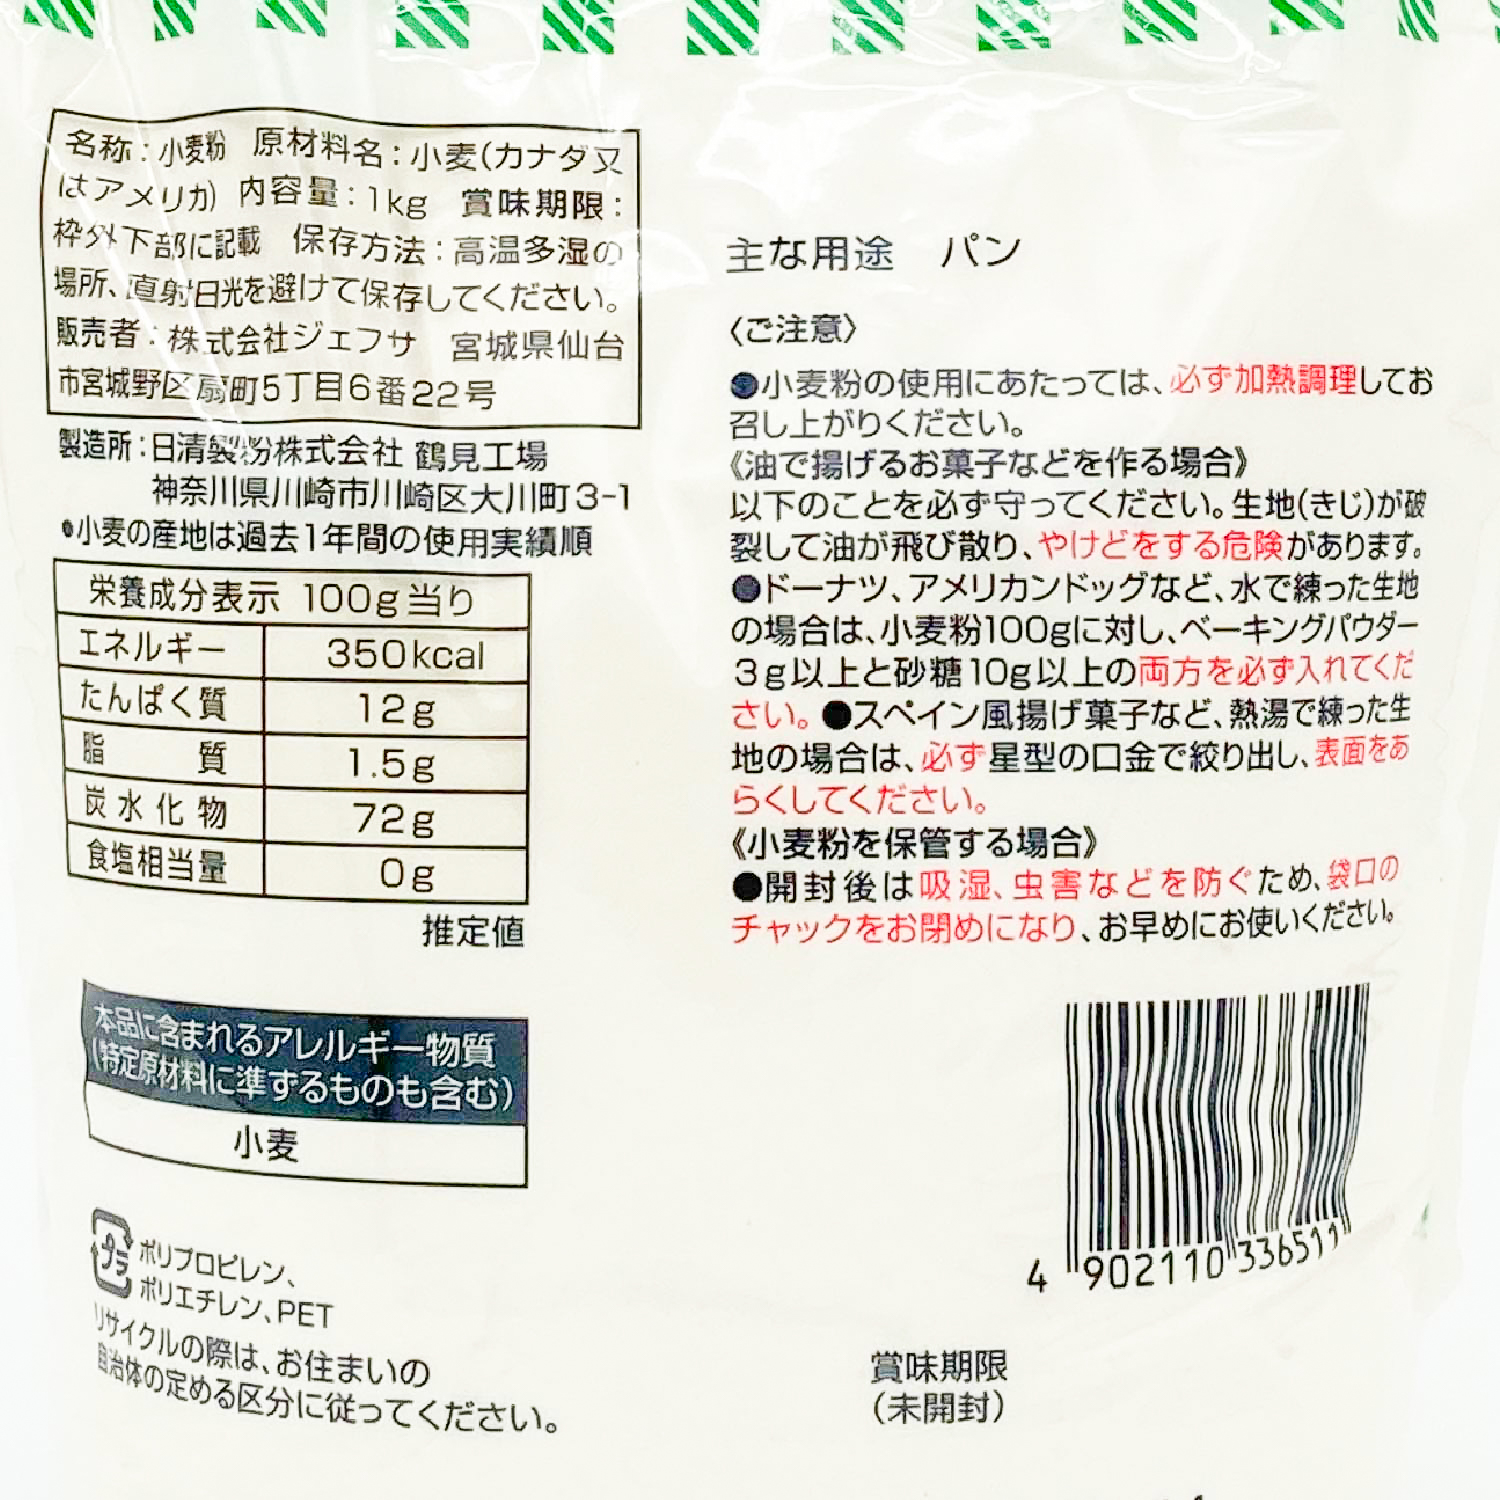 名称：小麦粉 原材料名：小麦(カナダ又
はアメリカ) 内容量：1kg 賞味期限：
枠外下部に記載 保存方法：高温多湿の
場所、直射日光を避けて保存してください。
販売者：株式会社ジェフサ 宮城県仙台
市宮城野区扇町5丁目6番22号
製造所：日清製粉株式会社 鶴見工場
神奈川県川崎市川崎区大川町3-1
●小麦の産地は過去1年間の使用実績順
栄養成分表示 100g当り
エネルギー 350kcal
たんぱく質 12g
脂質 1.5g
炭水化物 72g
食塩相当量 0g
推定値
本品に含まれるアレルギー物質
(特定原材料に準ずるものも含む)
小麦
プラ
ポリプロピレン、
ポリエチレン、PET
リサイクルの際は、お住まいの
自治体の定める区分に従ってください。
主な用途 パン
〈ご注意〉
●小麦粉の使用にあたっては、必ず加熱調理してお
召し上がりください。
《油で揚げるお菓子などを作る場合》
以下のことを必ず守ってください。生地(きじ)が破
裂して油が飛び散り、やけどをする危険があります。
●ドーナツ、アメリカンドッグなど、水で練った生地
の場合は、小麦粉100gに対し、ベーキングパウダー
3g以上と砂糖10g以上の両方を必ず入れてくだ
さい。●スペイン風揚げ菓子など、熱湯で練った生
地の場合は、必ず星型の口金で絞り出し、表面をあ
らくしてください。
《小麦粉を保管する場合》
●開封後は吸湿、虫害などを防ぐため、袋口の
チャックをお閉めになり、お早めにお使いください。
4 902110 336511
賞味期限
(未開封)